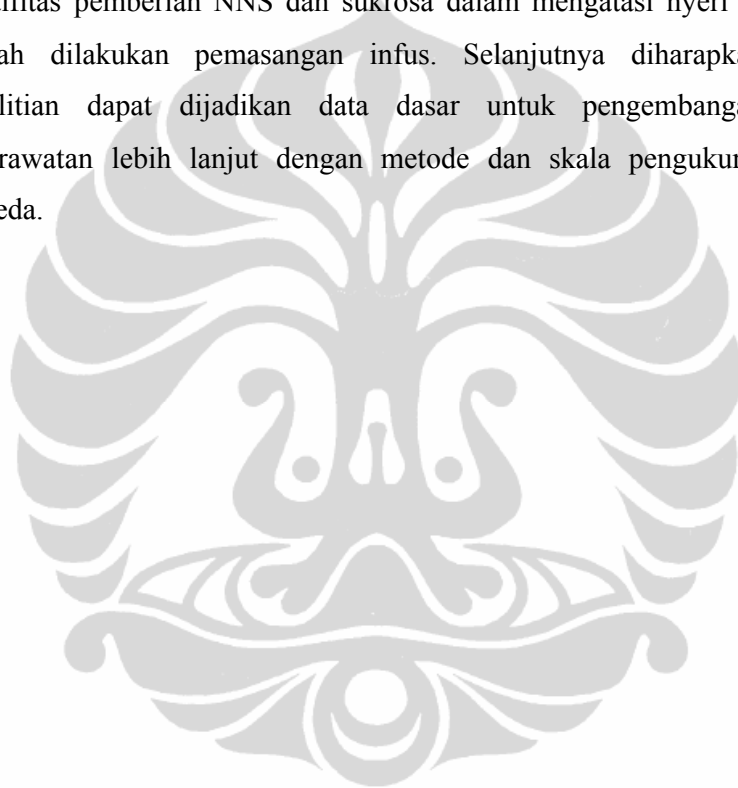 pemberian NNS dan sukrosa dalam mengatasi nyeri
dilakukan pemasangan infus. Selanjutnya
dapat dijadikan data dasar untuk
lebih lanjut dengan metode dan skala